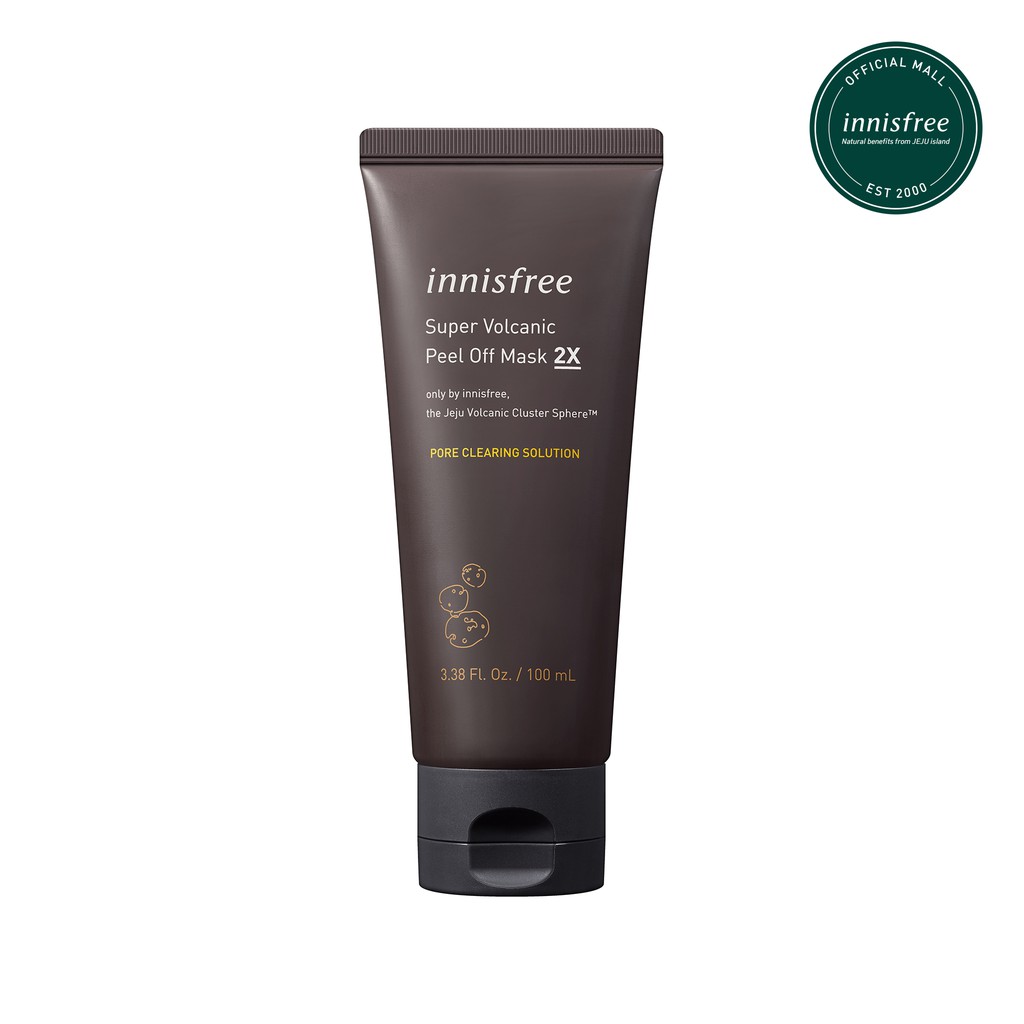 OFFICIAL MALL
innisfree
Natural benefits from JEJU island
EST 2000
innisfree
Super Volcanic
Peel Off Mask 2X
only by innisfree,
the Jeju Volcanic Cluster Sphere™
PORE CLEARING SOLUTION
3.38 Fl. Oz. / 100 mL